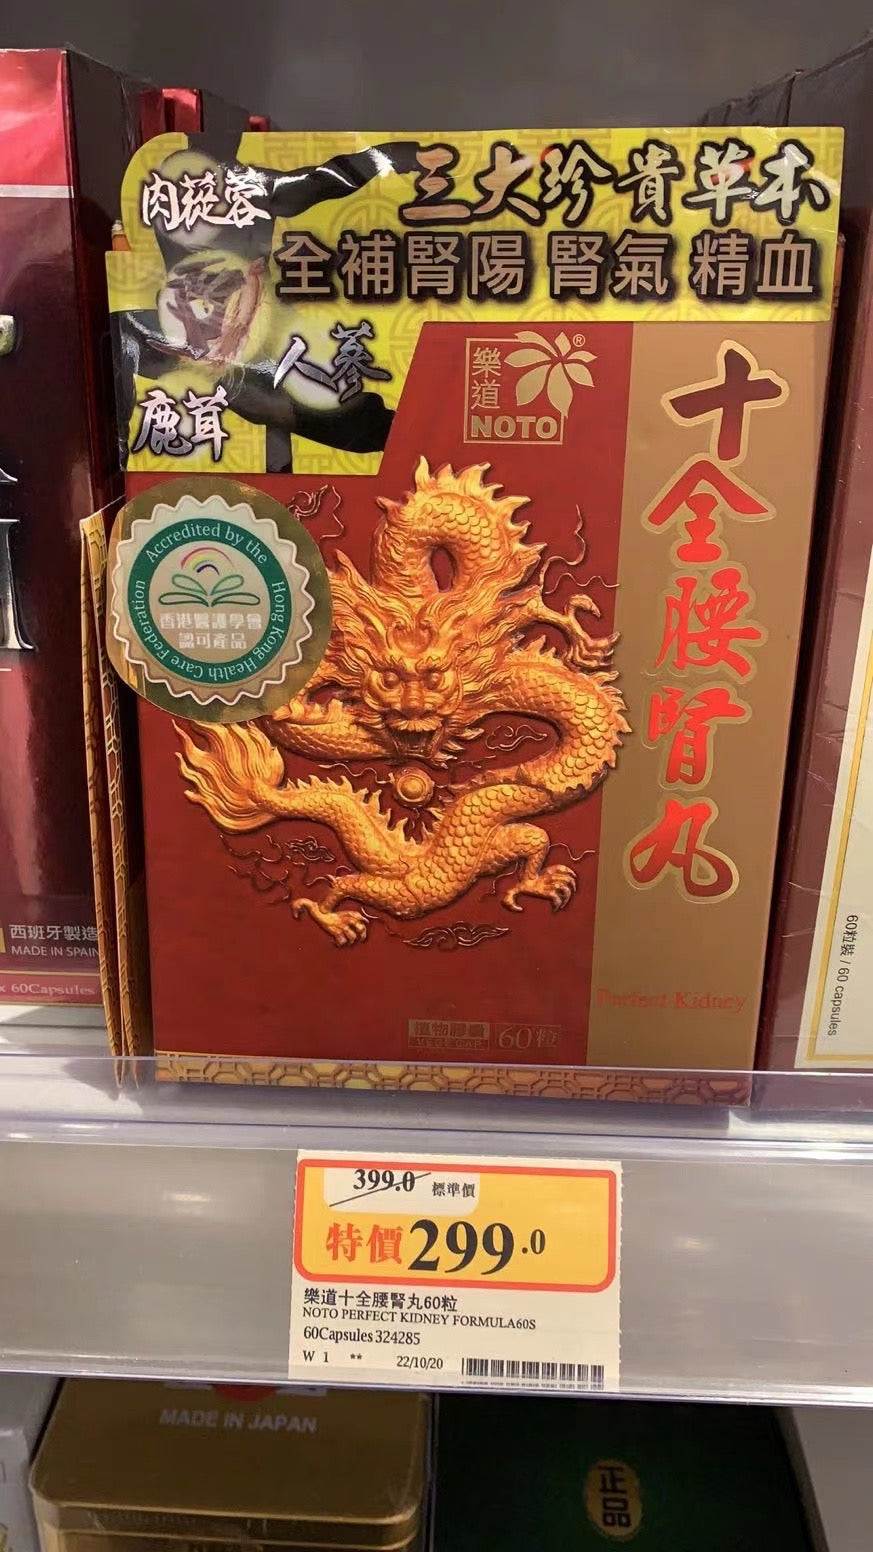 肉蓯蓉
三大珍貴草本
全補腎陽 腎氣 精血
人蔘
鹿茸
樂道
NOTO
®
十全腰腎丸
Accredited by the Hong Kong Health Care Federation
香港醫護學會
認可產品
Perfect Kidney
植物膠囊
VEGECAP
60粒
西班牙製造
MADE IN SPAIN
x 60Capsules
60粒裝 / 60 capsules
399.0 標準價
特價299.0
樂道十全腰腎丸60粒
NOTO PERFECT KIDNEY FORMULA60S
60Capsules 324285
W 1 ** 22/10/20
MADE IN JAPAN
正品